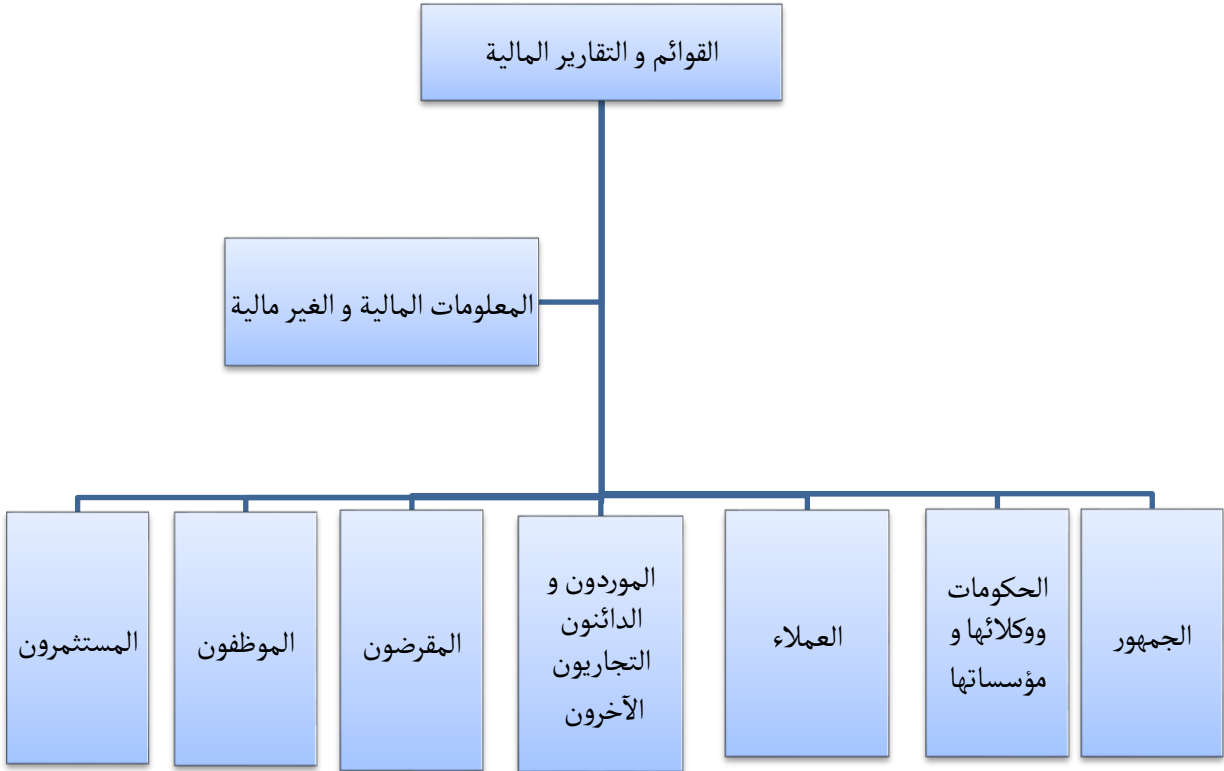 القوائم و التقارير المالية
المعلومات المالية و الغير مالية
الجمهور
الحكومات
ووكلائها و
مؤسساتها
العملاء
الموردون و
الدائنون
التجاريون
الآخرون
المقرضون
الموظفون
المستثمرون